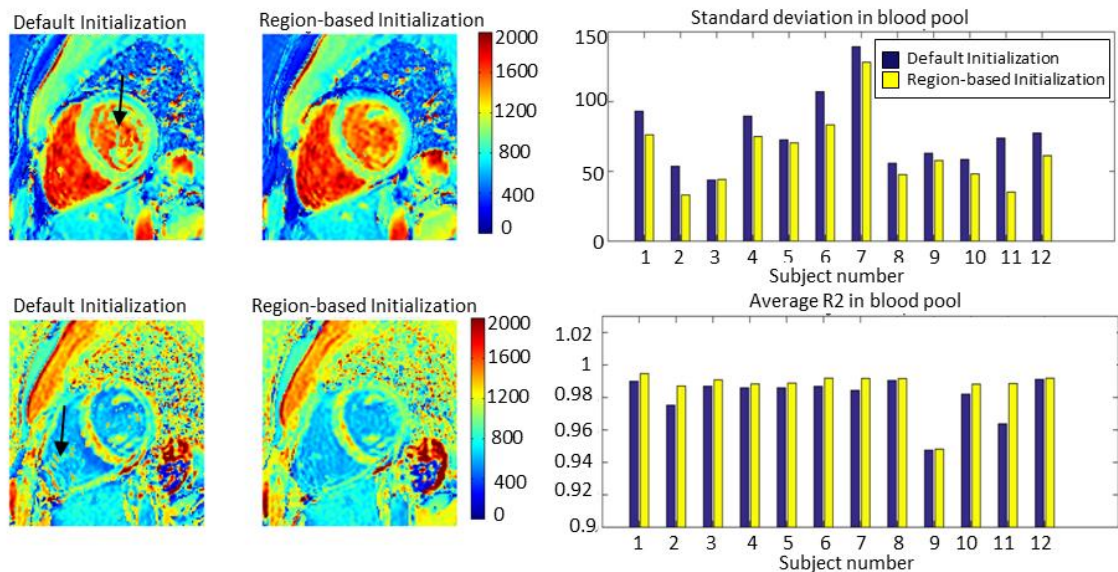 Default Initialization
Region-based Initialization
2000
1600
1200
800
400
0
Standard deviation in blood pool
150
100
50
0
Default Initialization
Region-based Initialization
1 2 3 4 5 6 7 8 9 10 11 12
Subject number
Default Initialization
Region-based Initialization
2000
1600
1200
800
400
0
Average R2 in blood pool
1.02
1
0.98
0.96
0.94
0.92
0.9
1 2 3 4 5 6 7 8 9 10 11 12
Subject number